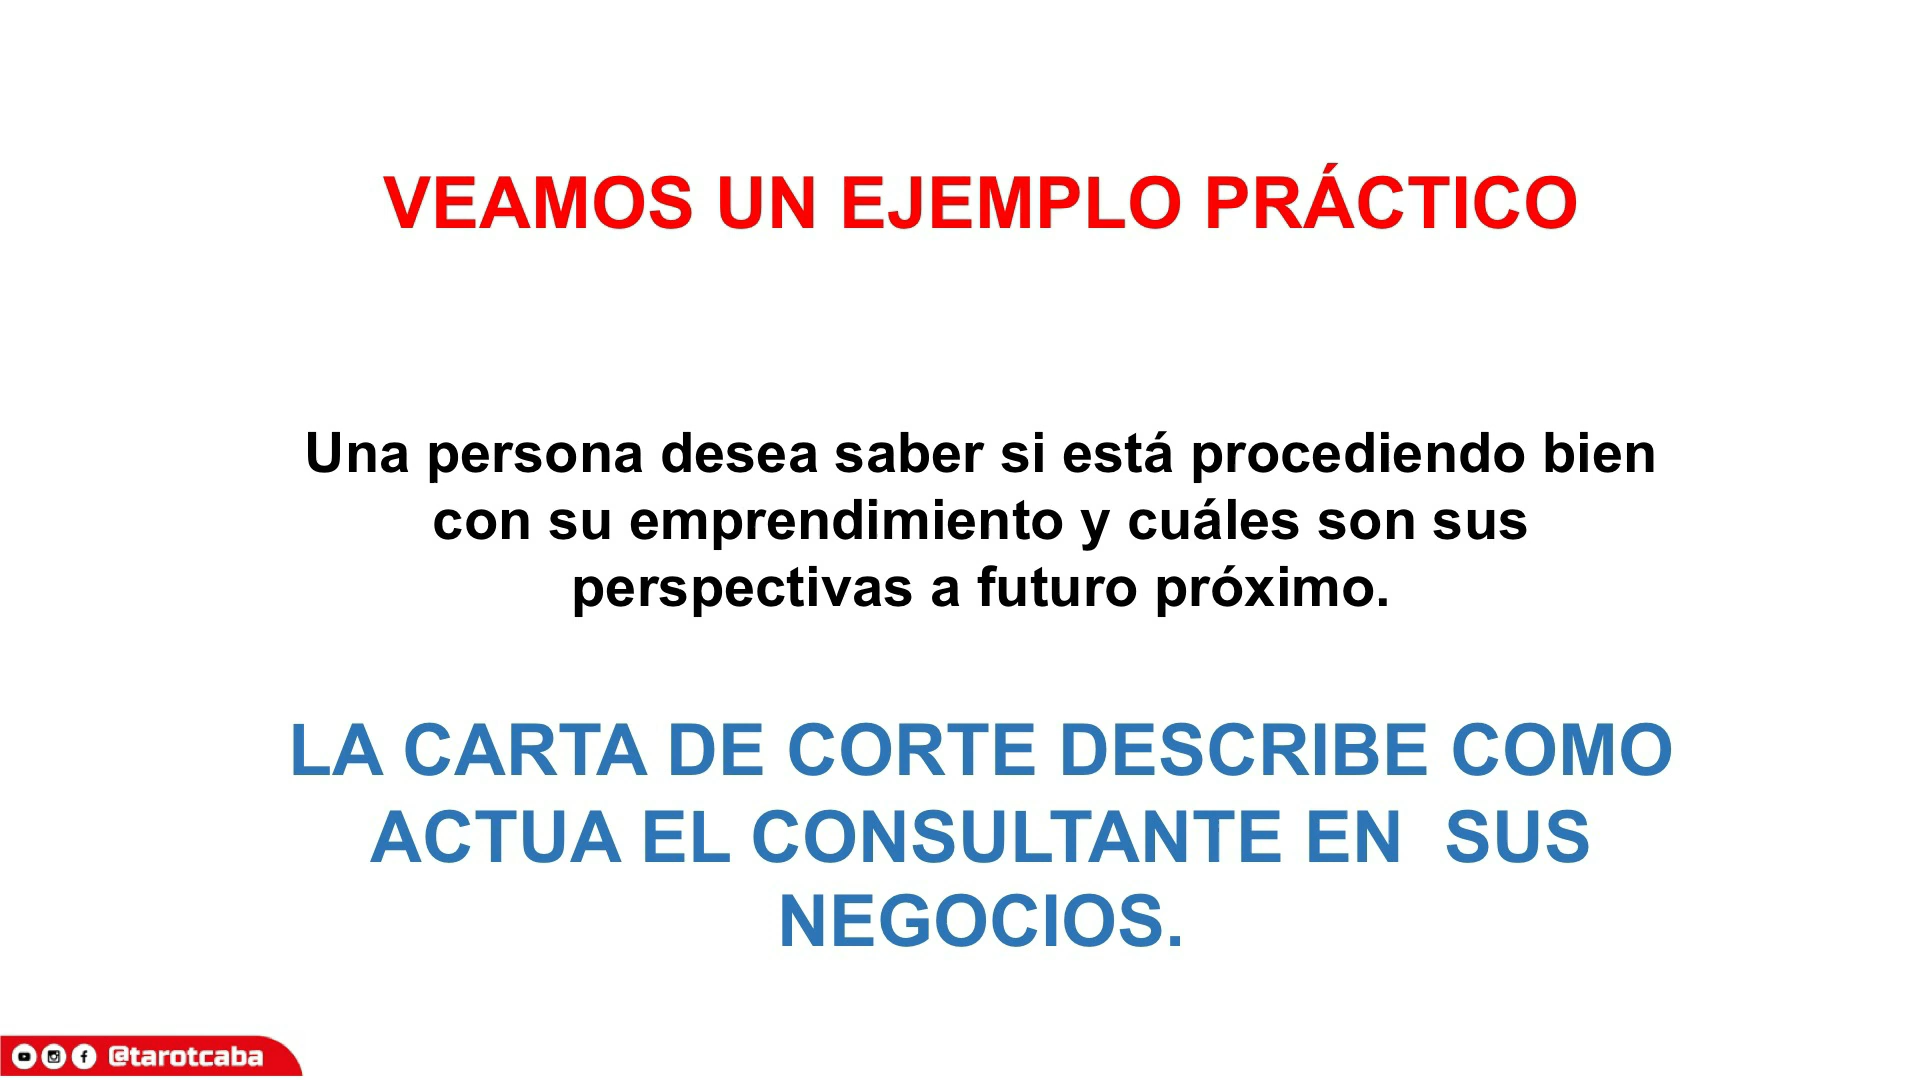 VEAMOS UN EJEMPLO PRÁCTICO
Una persona desea saber si está procediendo bien
con su emprendimiento y cuáles son sus
perspectivas a futuro próximo.
LA CARTA DE CORTE DESCRIBE COMO
ACTUA EL CONSULTANTE EN  SUS
NEGOCIOS.
@tarotcaba